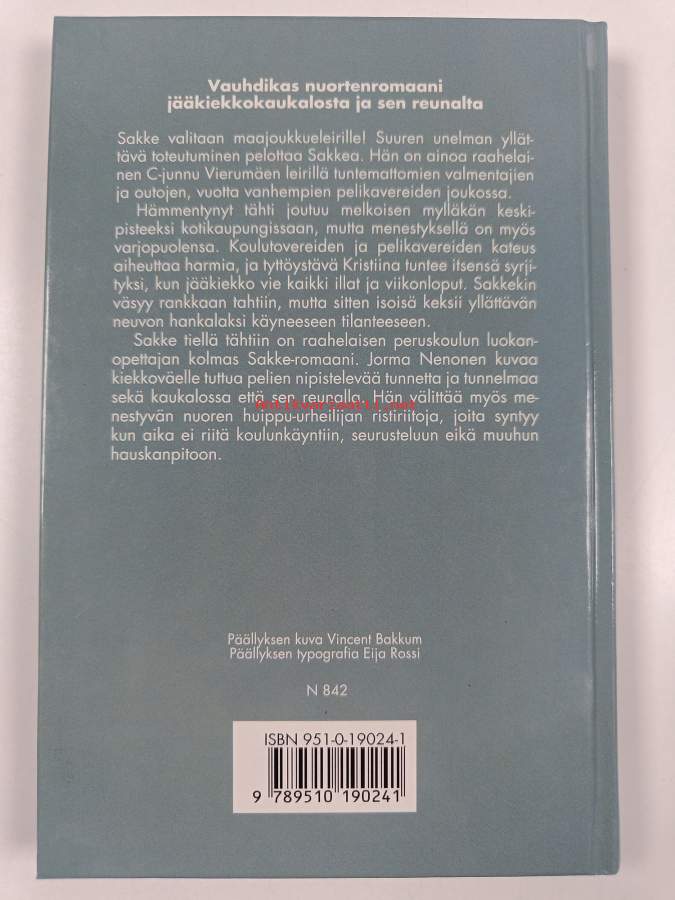 Vauhdikas nuortenromaani
jääkiekkokaukalosta ja sen reunalta
Sakke valitaan maajoukkueleirille! Suuren unelman yllät-
tävä toteutuminen pelottaa Sakkea. Hän on ainoa raahelai-
nen C-junnu Vierumäen leirillä tuntemattomien valmentajien
ja outojen, vuotta vanhempien pelikavereiden joukossa.
Hämmentynyt tähti joutuu melkoisen mylläkän keski-
pisteeksi kotikaupungissaan, mutta menestyksellä on myös
varjopuolensa. Koulutovereiden ja pelikavereiden kateus
aiheuttaa harmia, ja tyttöystävä Kristiina tuntee itsensä syrji-
tyksi, kun jääkiekko vie kaikki illat ja viikonloput. Sakkekin
väsyy rankkaan tahtiin, mutta sitten isoisä keksii yllättävän
neuvon hankalaksi käyneeseen tilanteeseen.
Sakke tiellä tähtiin on raahelaisen peruskoulun luokan-
opettajan kolmas Sakke-romaani. Jorma Nenonen kuvaa
kiekkoväelle tuttua pelien nipistelevää tunnetta ja tunnelmaa
sekä kaukalossa että sen reunalla. Hän välittää myös me-
antikvariaatti.net
nestyvän nuoren huippu-urheilijan ristiriitoja, joita syntyy
kun aika ei riitä koulunkäyntiin, seurusteluun eikä muuhun
hauskanpitoon.
Päällyksen kuva Vincent Bakkum
Päällyksen typografia Eija Rossi
N 842
ISBN 951-0-19024-1
9 789510 190241